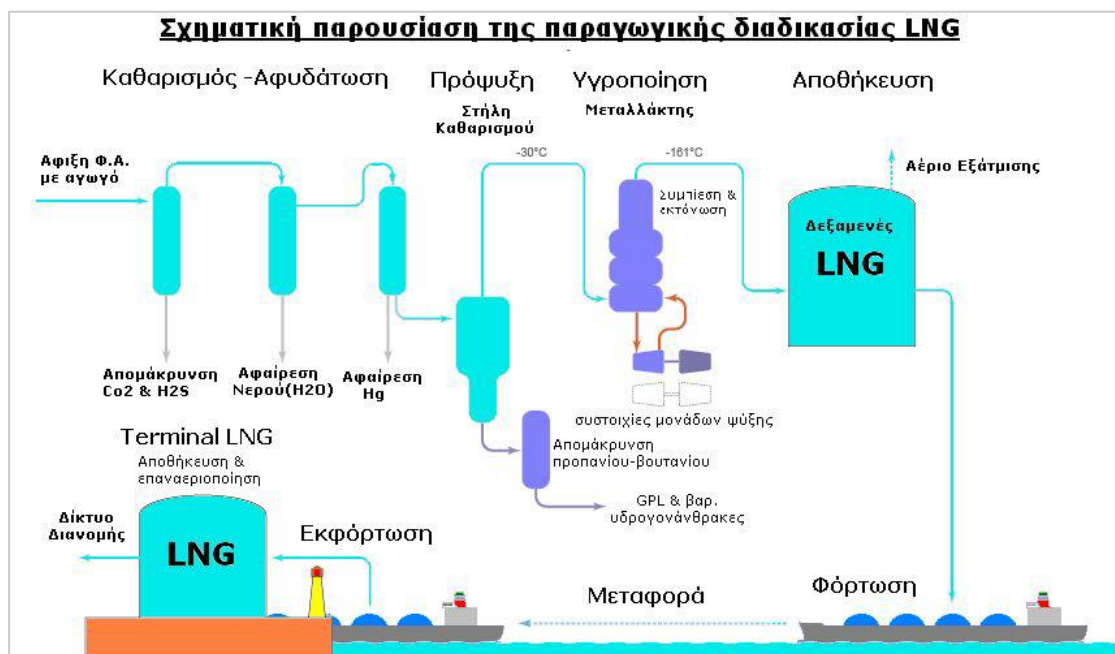 Σχηματική παρουσίαση της παραγωγικής διαδικασίας LNG
Καθαρισμός -Αφυδάτωση
Πρόψυξη
Υγροποίηση
Αποθήκευση
Στήλη
Καθαρισμού
Μεταλλάκτης
-30°C
-161°C
Αφιξη Φ.Α.
με αγωγό
Αέριο Εξάτμισης
Συμπίεση &
εκτόνωση
Δεξαμενές
LNG
Απομάκρυνση
Co2 & H2S
Αφαίρεση
Νερού(H2O)
Αφαίρεση
Hg
συστοιχίες μονάδων ψύξης
Απομάκρυνση
προπανίου-βουτανίου
GPL & βαρ.
υδρογονάνθρακες
Terminal LNG
Αποθήκευση &
επαναεριοποίηση
Δίκτυο
Διανομής
LNG
Εκφόρτωση
Μεταφορά
Φόρτωση